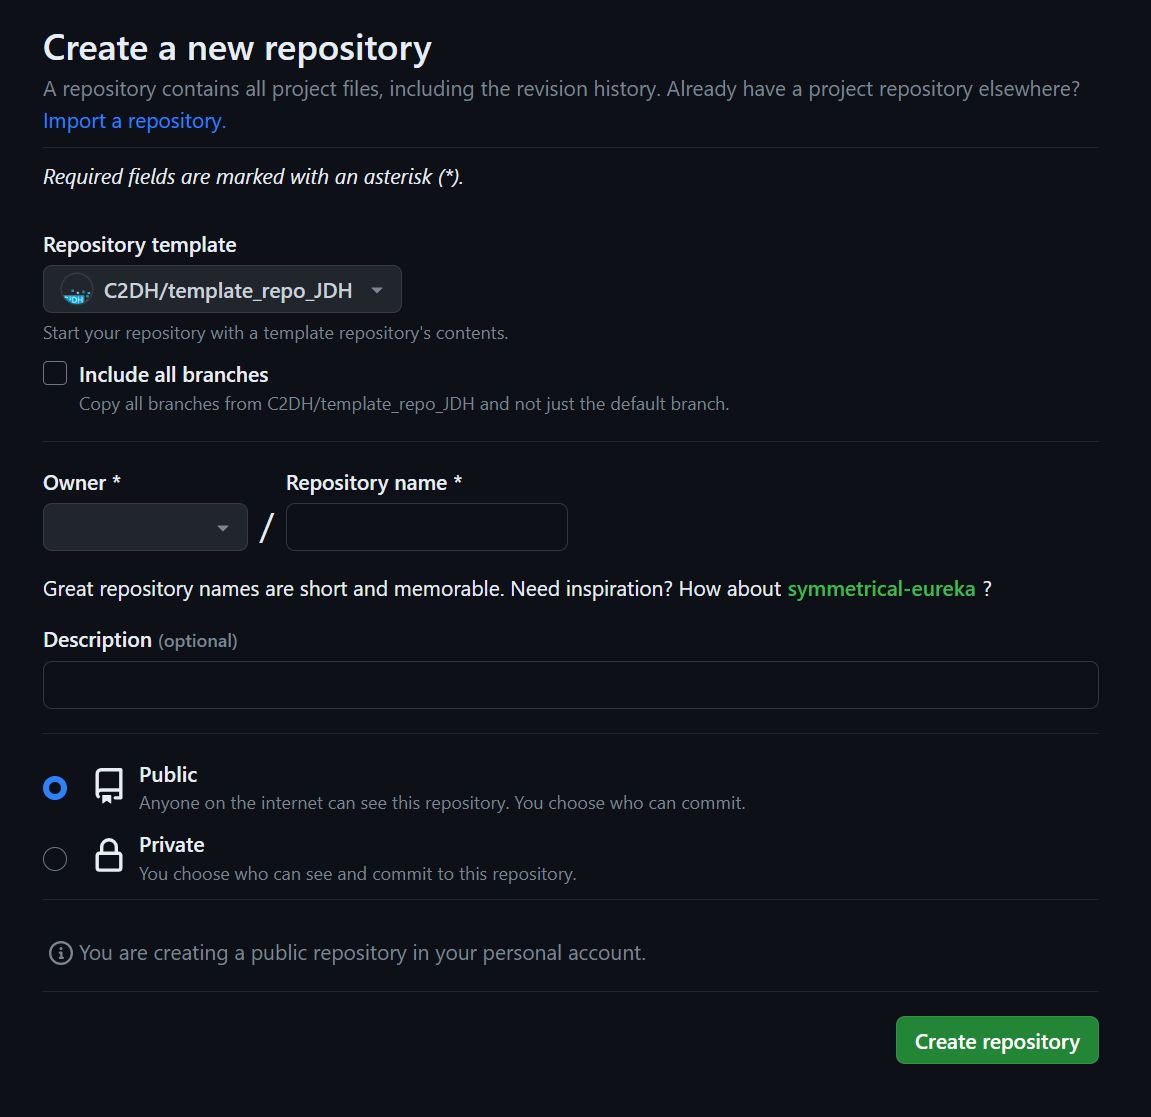 Create a new repository
A repository contains all project files, including the revision history. Already have a project repository elsewhere?
Import a repository.
Required fields are marked with an asterisk (*).
Repository template
JDH
C2DH/template_repo_JDH
Start your repository with a template repository's contents.
Include all branches
Copy all branches from C2DH/template_repo_JDH and not just the default branch.
Owner *
Repository name *
/
Great repository names are short and memorable. Need inspiration? How about symmetrical-eureka ?
Description (optional)
Public
Anyone on the internet can see this repository. You choose who can commit.
Private
You choose who can see and commit to this repository.
You are creating a public repository in your personal account.
Create repository